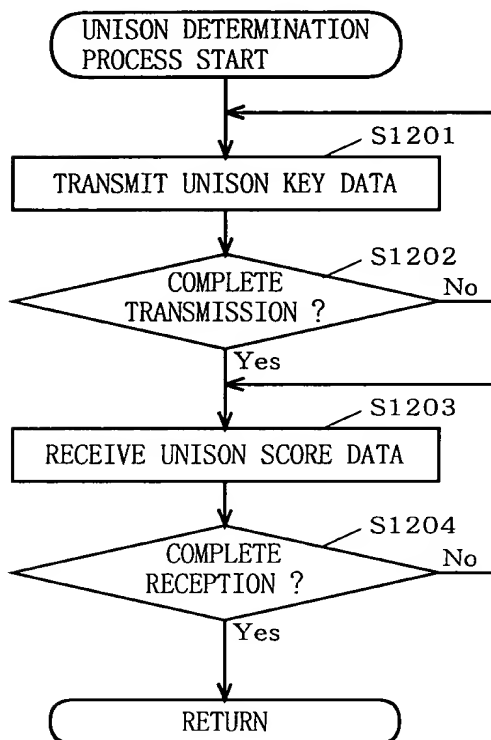 UNISON DETERMINATION
PROCESS START
S1201
TRANSMIT UNISON KEY DATA
S1202
COMPLETE
TRANSMISSION ?
No
Yes
S1203
RECEIVE UNISON SCORE DATA
S1204
COMPLETE
RECEPTION ?
No
Yes
RETURN